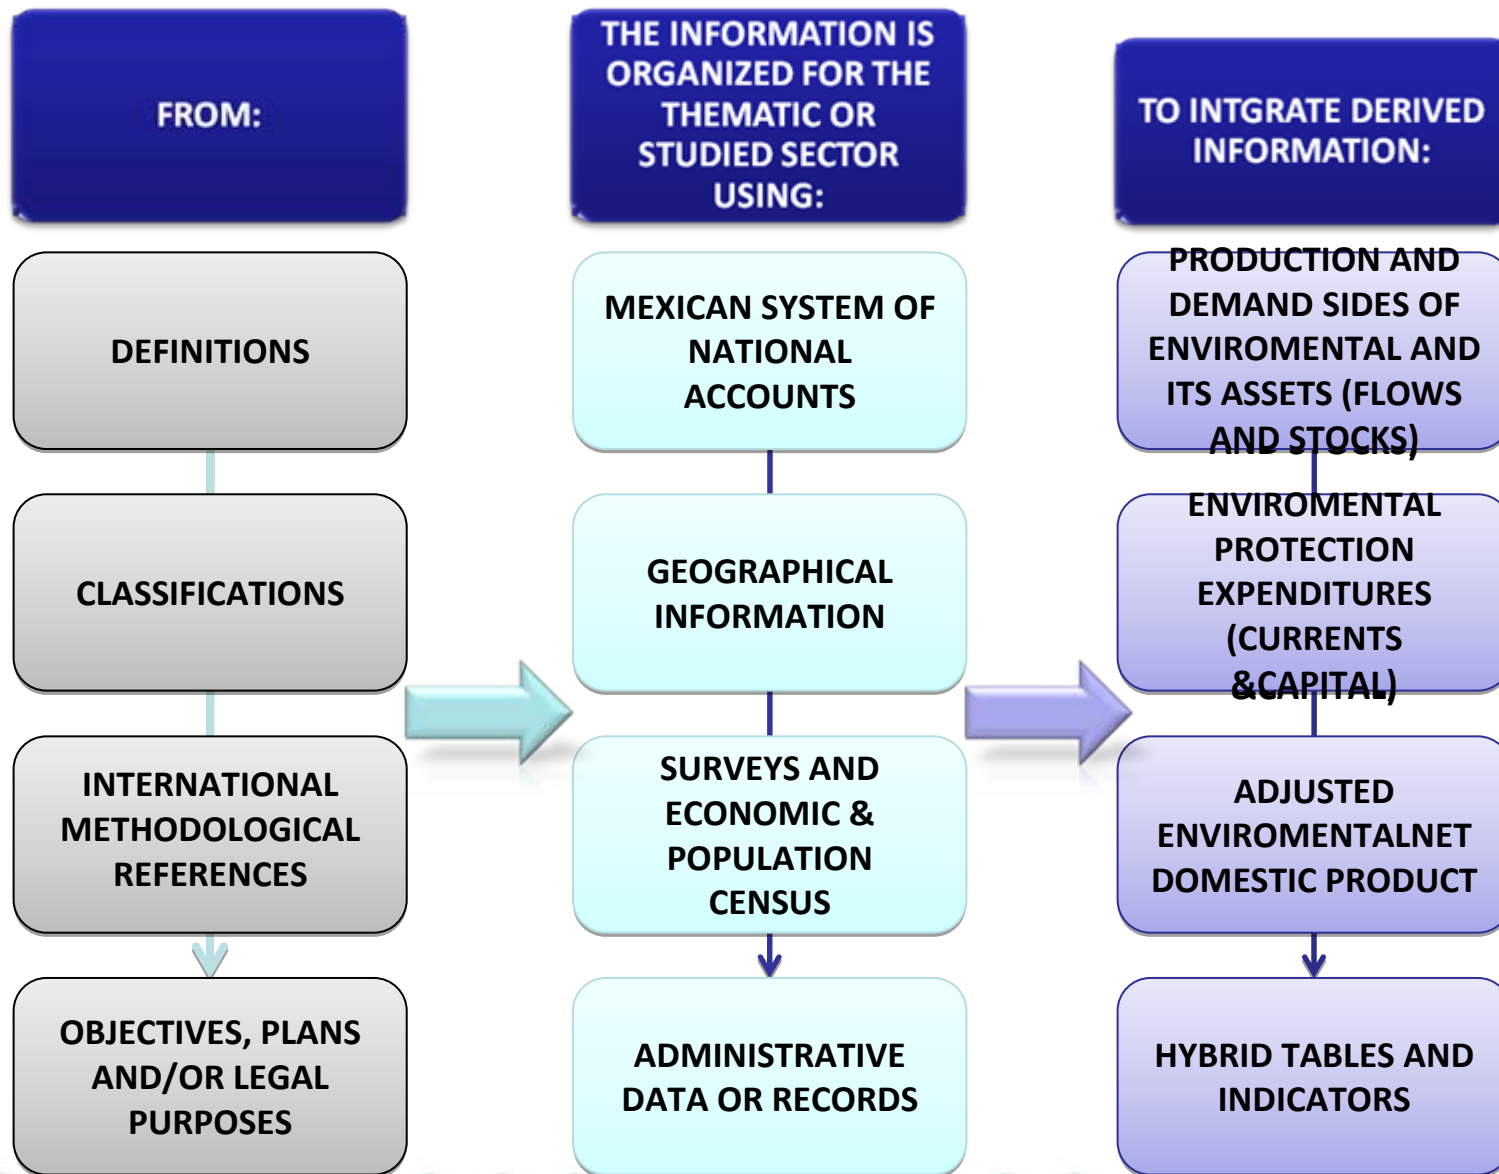 FROM:
THE INFORMATION IS
ORGANIZED FOR THE
THEMATIC OR
STUDIED SECTOR
USING:
TO INTGRATE DERIVED
INFORMATION:
DEFINITIONS
CLASSIFICATIONS
INTERNATIONAL
METHODOLOGICAL
REFERENCES
OBJECTIVES, PLANS
AND/OR LEGAL
PURPOSES
MEXICAN SYSTEM OF
NATIONAL
ACCOUNTS
GEOGRAPHICAL
INFORMATION
SURVEYS AND
ECONOMIC &
POPULATION
CENSUS
ADMINISTRATIVE
DATA OR RECORDS
PRODUCTION AND
DEMAND SIDES OF
ENVIROMENTAL AND
ITS ASSETS (FLOWS
AND STOCKS)
ENVIROMENTAL
PROTECTION
EXPENDITURES
(CURRENTS
&CAPITAL)
ADJUSTED
ENVIROMENTALNET
DOMESTIC PRODUCT
HYBRID TABLES AND
INDICATORS